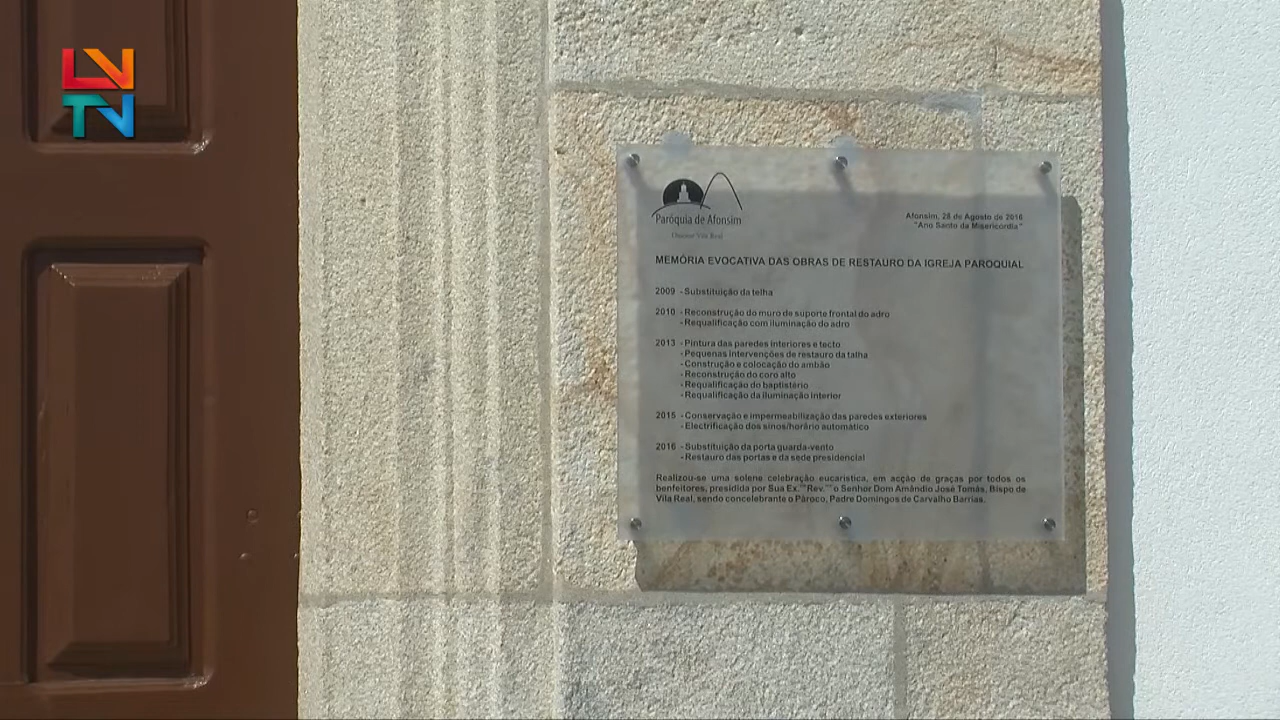 LV
TV
Paróquia de Afonsim
Diocese Vila Real
Afonsim, 28 de Agosto de 2016
"Ano Santo da Misericórdia"
MEMÓRIA EVOCATIVA DAS OBRAS DE RESTAURO DA IGREJA PAROQUIAL
2009 - Substituição da telha
2010 - Reconstrução do muro de suporte frontal do adro
- Requalificação com iluminação do adro
2013 - Pintura das paredes interiores e tecto
- Pequenas intervenções de restauro da talha
- Construção e colocação do ambão
- Reconstrução do coro alto
- Requalificação do baptistério
- Requalificação da iluminação interior
2015 - Conservação e impermeabilização das paredes exteriores
- Electrificação dos sinos/horário automático
2016 - Substituição da porta guarda-vento
- Restauro das portas e da sede presidencial
Realizou-se uma solene celebração eucarística, em acção de graças por todos os
benfeitores, presidida por Sua Ex. Rev. o Senhor Dom Amândio José Tomás, Bispo de
Vila Real, sendo concelebrante o Pároco, Padre Domingos de Carvalho Barrias.